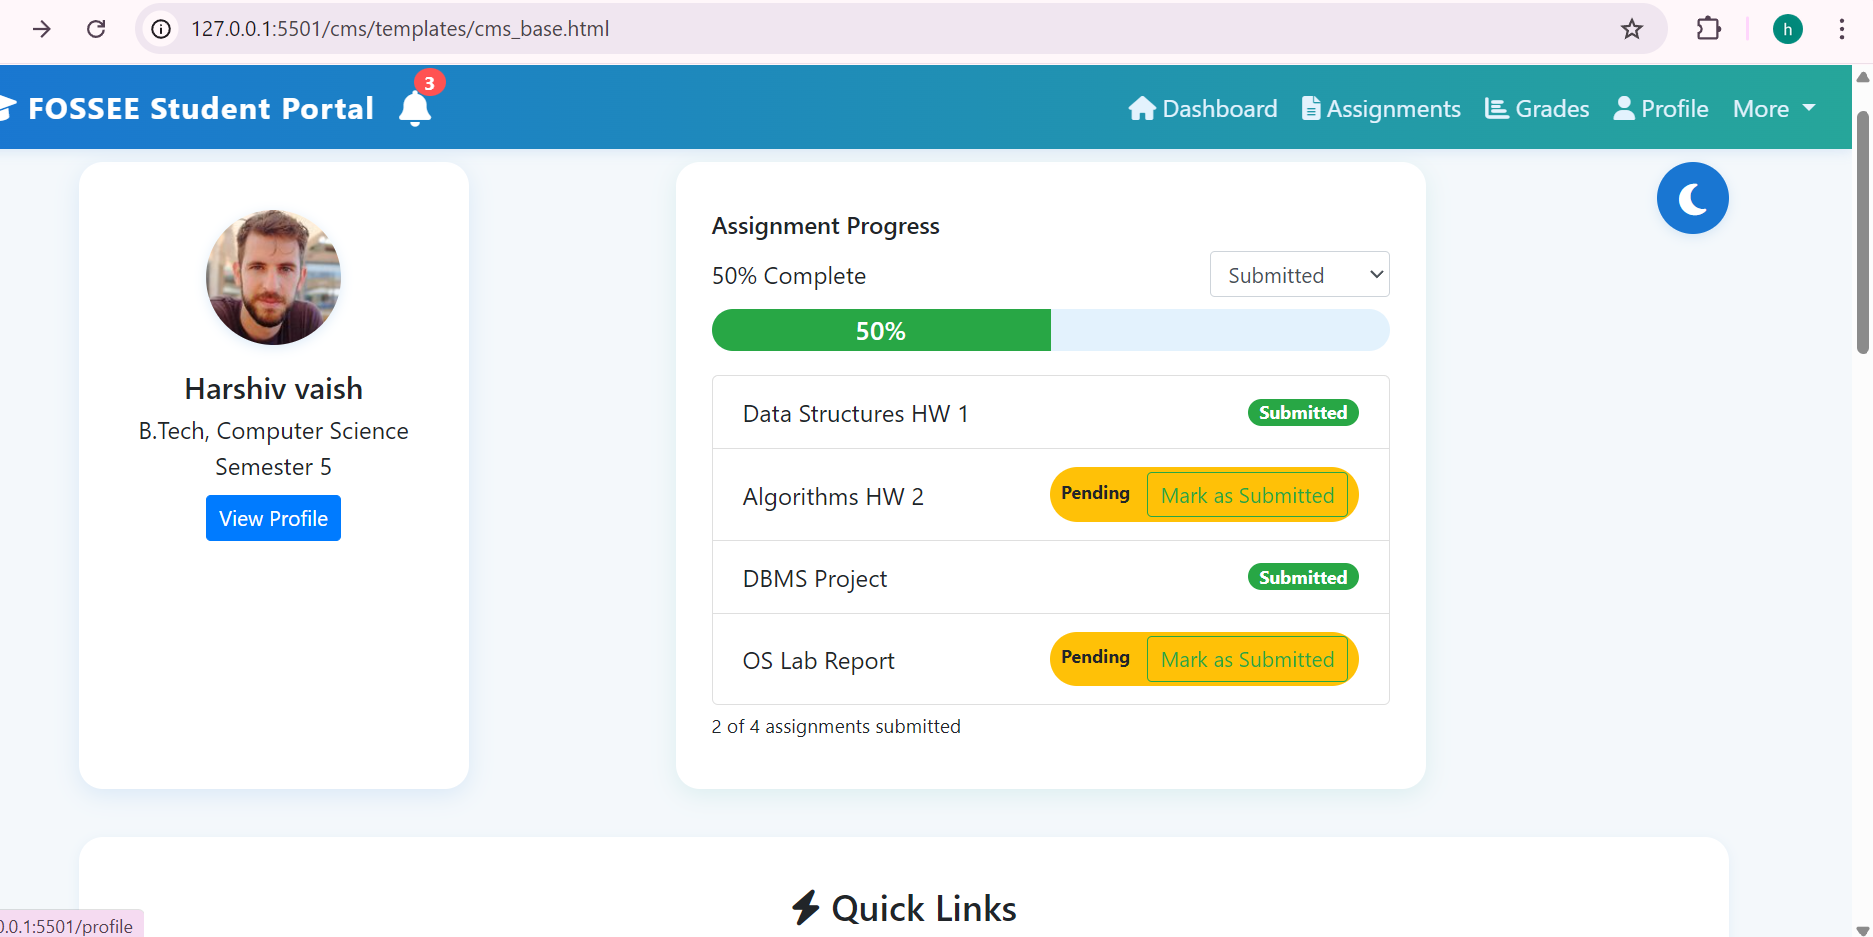 127.0.0.1:5501/cms/templates/cms_base.html
h
FOSSEE Student Portal
3
Dashboard
Assignments
Grades
Profile
More
Harshiv vaish
B.Tech, Computer Science
Semester 5
View Profile
Assignment Progress
50% Complete
Submitted
50%
Data Structures HW 1
Submitted
Algorithms HW 2
Pending
Mark as Submitted
DBMS Project
Submitted
OS Lab Report
Pending
Mark as Submitted
2 of 4 assignments submitted
Quick Links
0.0.1:5501/profile